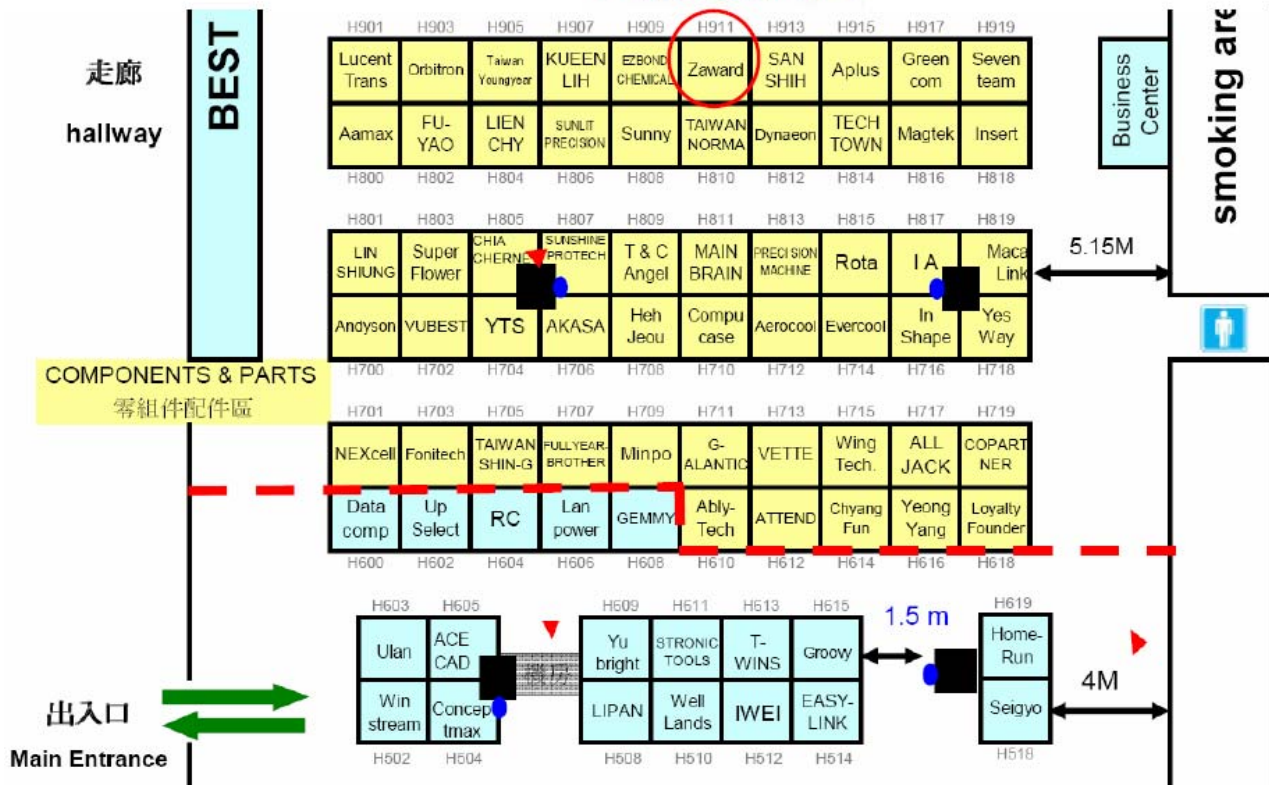 H901 H903 H905 H907 H909 H911 H913 H915 H917 H919
走廊
hallway
BEST
Lucent Trans
Orbitron
Taiwan Youngyear
KUEEN LIH
EZBOND CHEMICAL
Zaward
SAN SHIH
Aplus
Green com
Seven team
Business Center
smoking are
Aamax
FU-YAO
LIEN CHY
SUNLIT PRECISION
Sunny
TAIWAN NORMA
Dynaeon
TECH TOWN
Magtek
Insert
H800 H802 H804 H806 H808 H810 H812 H814 H816 H818
H801 H803 H805 H807 H809 H811 H813 H815 H817 H819
LIN SHIUNG
Super Flower
CHIA CHERNE
SUNSHINE PROTECH
T & C Angel
MAIN BRAIN
PRECISION MACHINE
Rota
I A
Maca Link
5.15M
Andyson
VUBEST
YTS
AKASA
Heh Jeou
Compu case
Aerocool
Evercool
In Shape
Yes Way
H700 H702 H704 H706 H708 H710 H712 H714 H716 H718
COMPONENTS & PARTS
零組件配件區
H701 H703 H705 H707 H709 H711 H713 H715 H717 H719
NEXcell
Fonitech
TAIWAN SHIN-G
FULLYEAR-BROTHER
Minpo
G-ALANTIC
VETTE
Wing Tech.
ALL JACK
COPART NER
Data comp
Up Select
RC
Lan power
GEMMY
Ably-Tech
ATTEND
Chyang Fun
Yeong Yang
Loyalty Founder
H600 H602 H604 H606 H608 H610 H612 H614 H616 H618
H603 H605 H609 H611 H613 H615 H619
Ulan
ACE CAD
機房
Yu bright
STRONIC TOOLS
T-WINS
Groovy
1.5 m
Home-Run
4M
Win stream
Concep tmax
LIPAN
Well Lands
IWEI
EASY-LINK
Seigyo
H502 H504 H508 H510 H512 H514 H518
出入口
Main Entrance